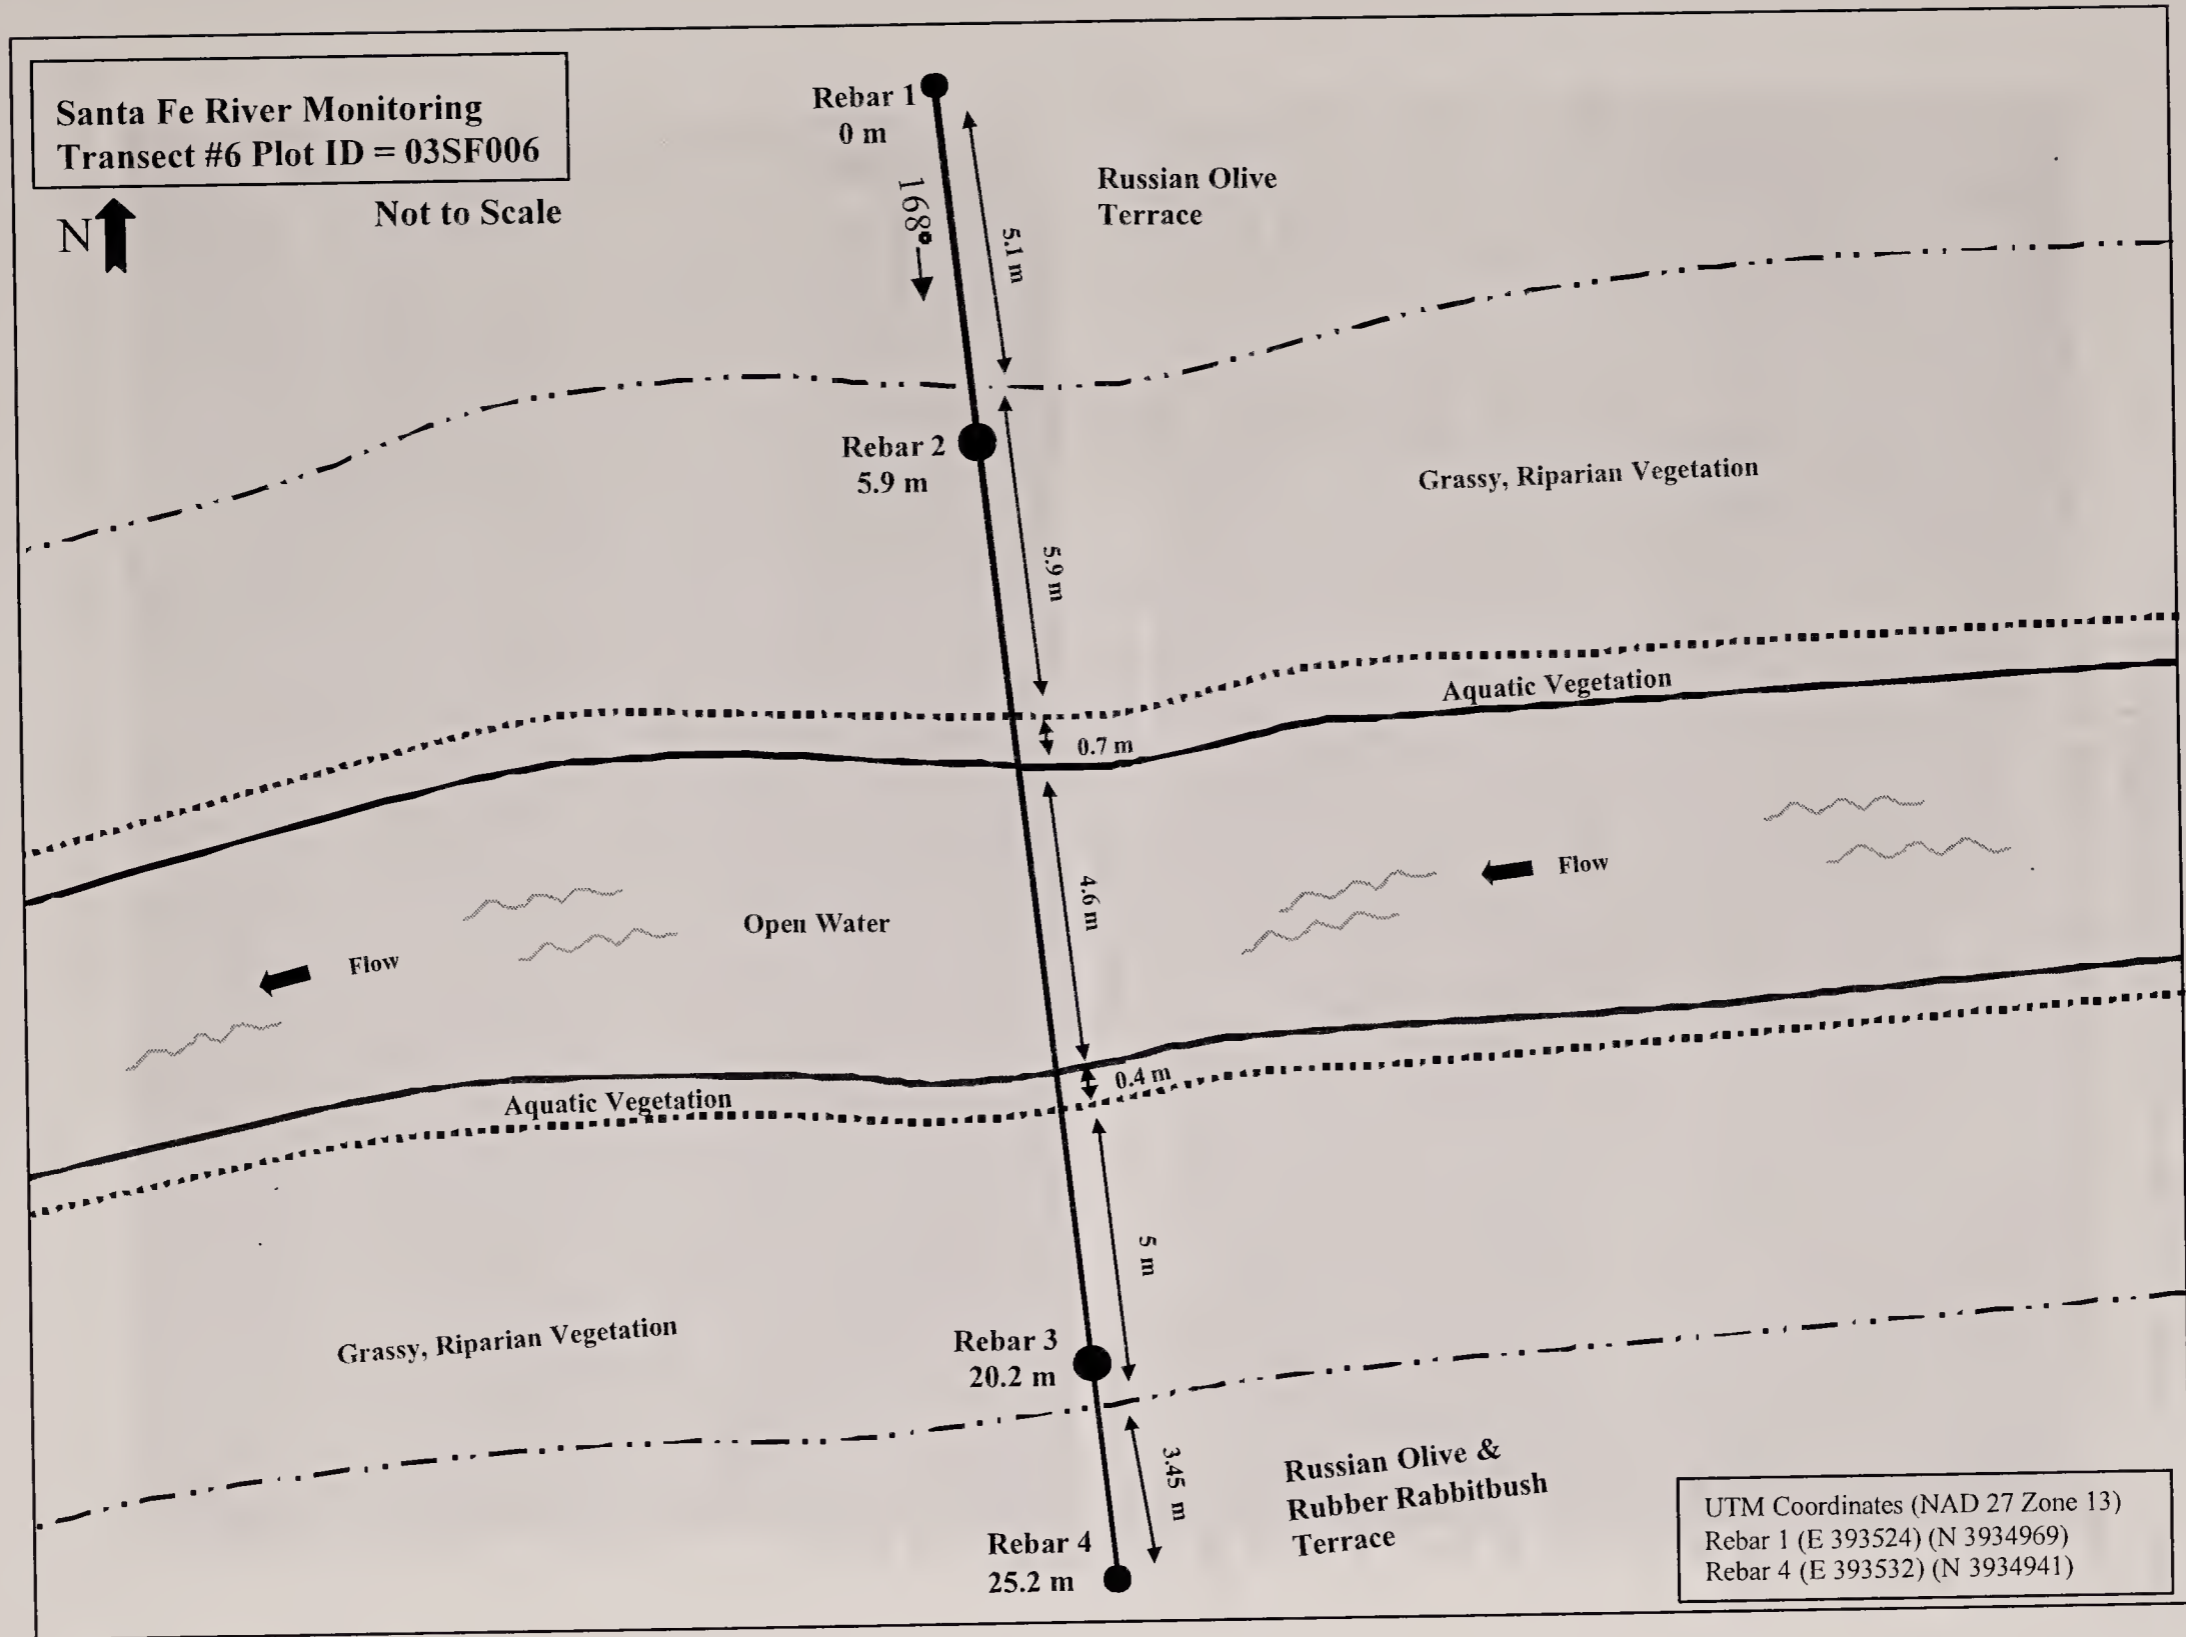 Santa Fe River Monitoring
Transect #6 Plot ID = 03SF006
N
Not to Scale
Rebar 1
0 m
168°
5.1 m
Russian Olive
Terrace
Rebar 2
5.9 m
Grassy, Riparian Vegetation
5.9 m
Aquatic Vegetation
0.7 m
4.6 m
Flow
Open Water
Flow
0.4 m
Aquatic Vegetation
5 m
Grassy, Riparian Vegetation
Rebar 3
20.2 m
3.45 m
Russian Olive &
Rubber Rabbitbush
Terrace
Rebar 4
25.2 m
UTM Coordinates (NAD 27 Zone 13)
Rebar 1 (E 393524) (N 3934969)
Rebar 4 (E 393532) (N 3934941)